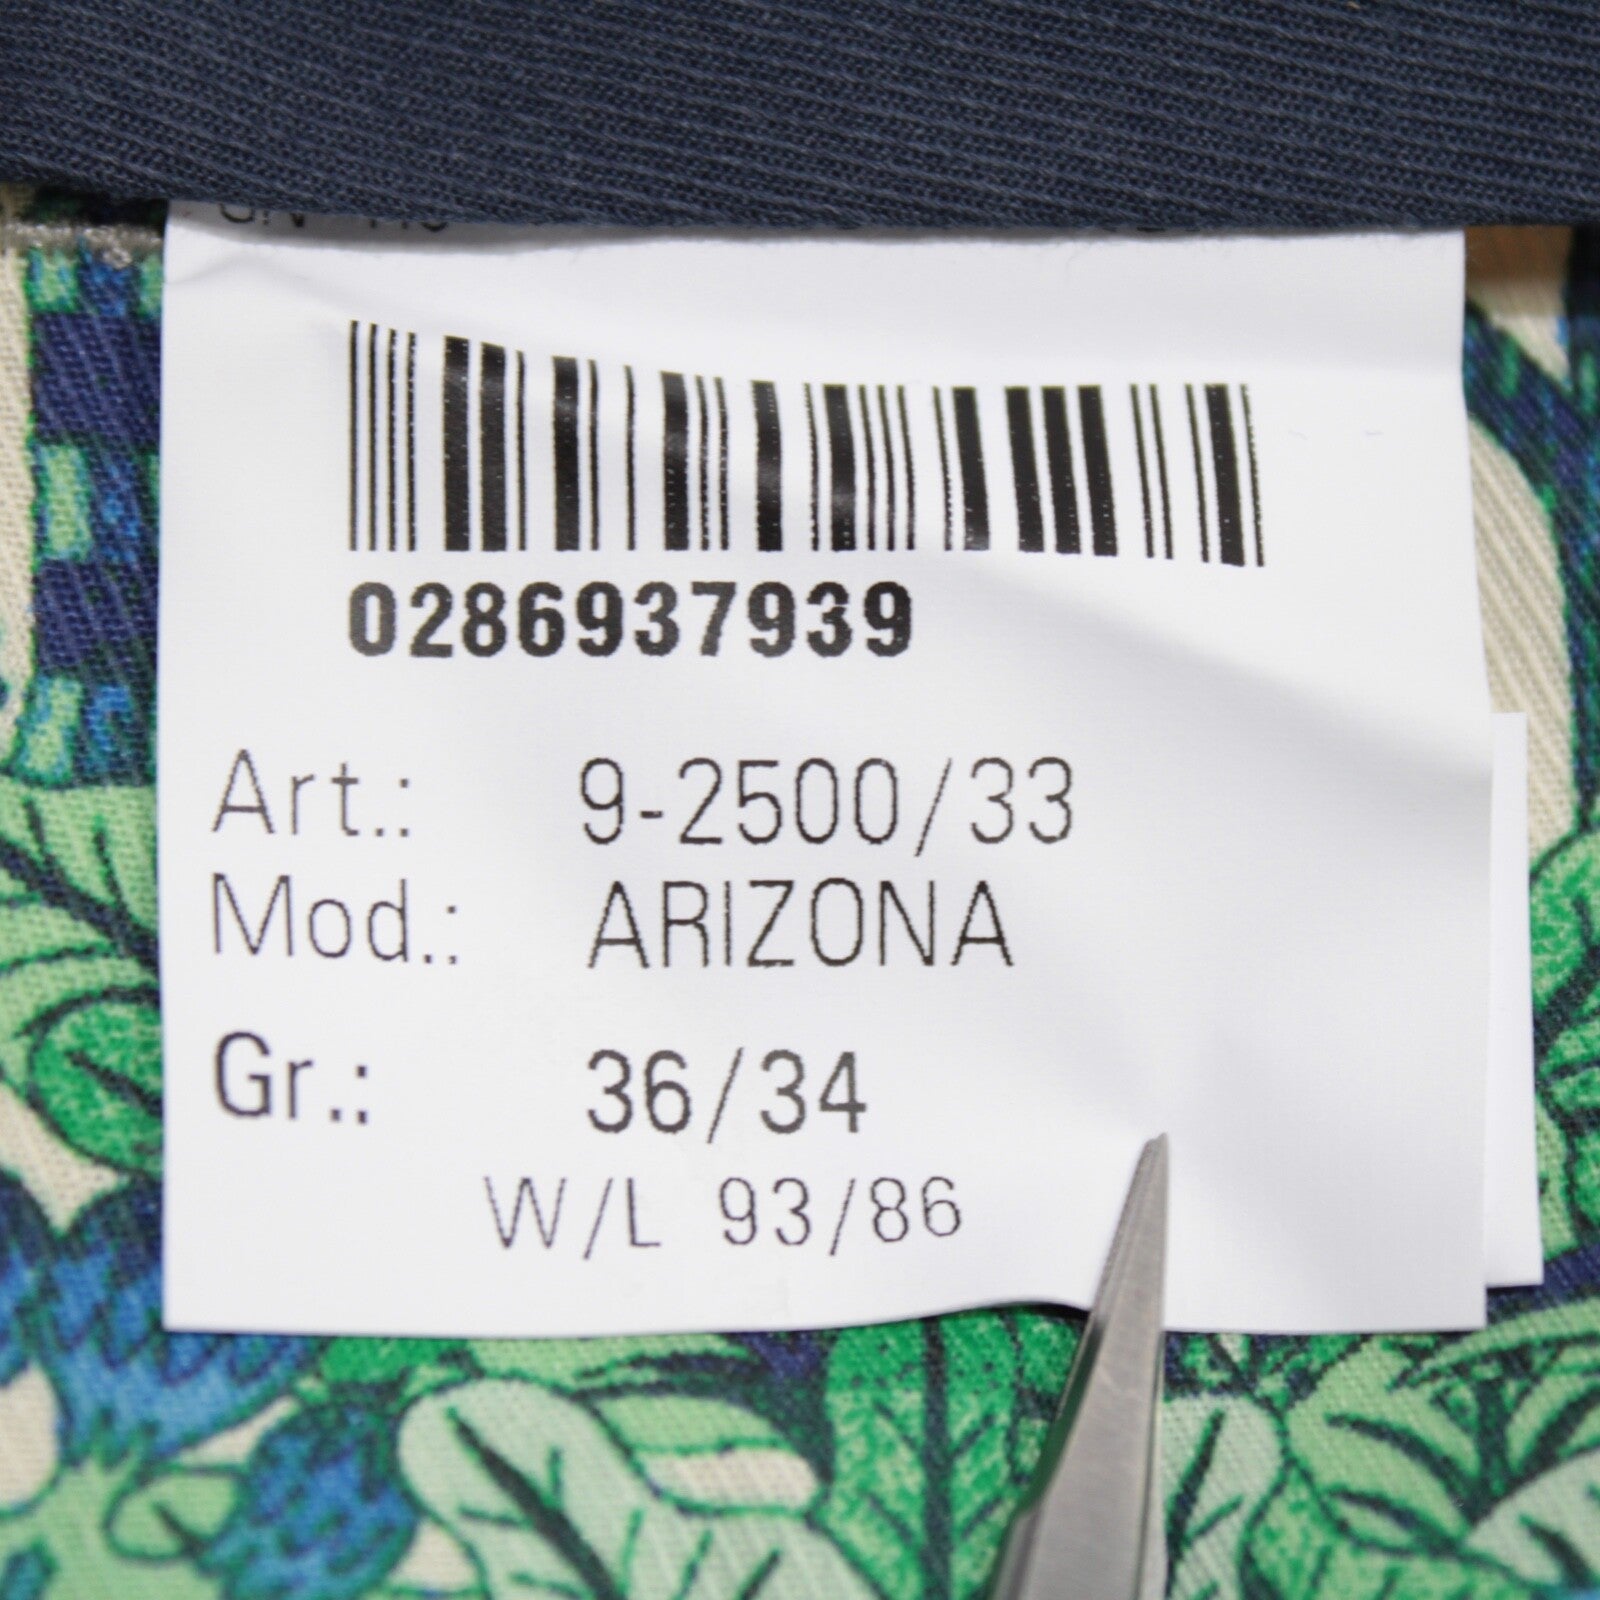 0286937939
Art.: 9-2500/33
Mod.: ARIZONA
Gr.: 36/34
W/L 93/86